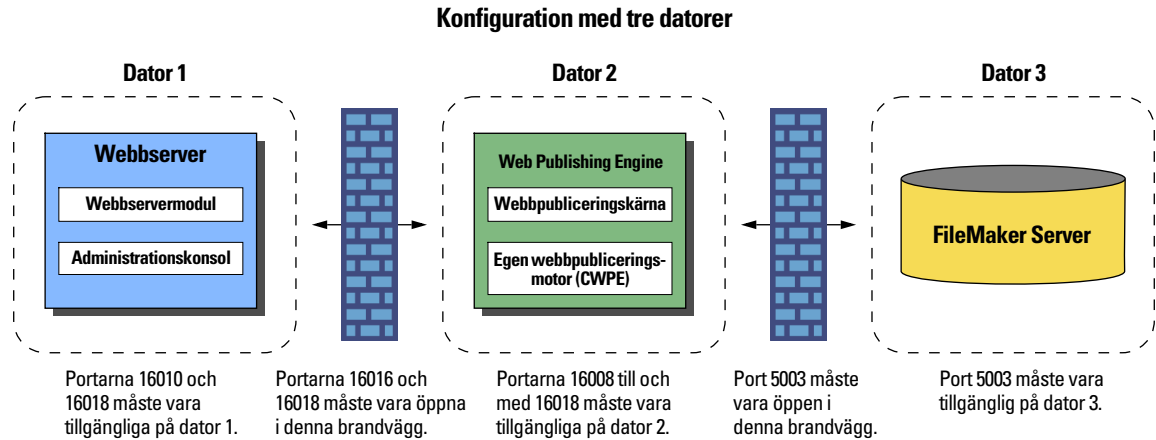 Konfiguration med tre datorer
Dator 1
Dator 2
Dator 3
Webbserver
Webbservermodul
Administrationskonsol
Web Publishing Engine
Webbpubliceringskärna
Egen webbpublicerings-
motor (CWPE)
FileMaker Server
Portarna 16010 och
16018 måste vara
tillgängliga på dator 1.
Portarna 16016 och
16018 måste vara öppna
i denna brandvägg.
Portarna 16008 till och
med 16018 måste vara
tillgängliga på dator 2.
Port 5003 måste
vara öppen i
denna brandvägg.
Port 5003 måste vara
tillgänglig på dator 3.